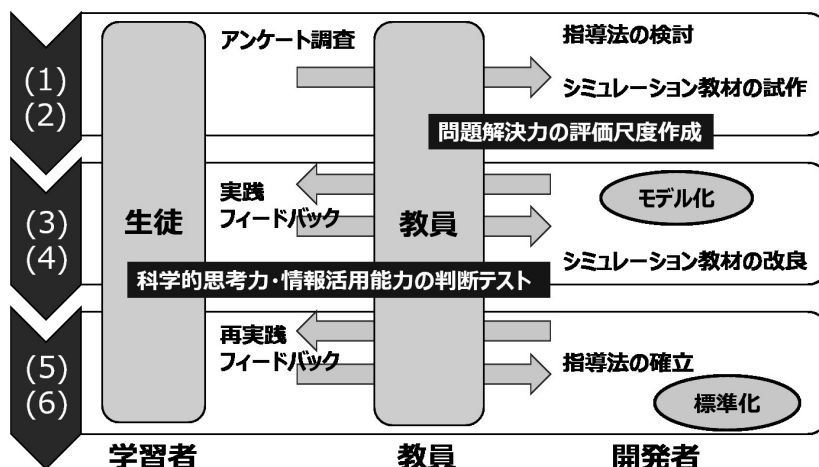 (1)
(2)
アンケート調査
指導法の検討
シミュレーション教材の試作
問題解決力の評価尺度作成
(3)
(4)
生徒
実践
フィードバック
教員
モデル化
シミュレーション教材の改良
科学的思考力・情報活用能力の判断テスト
(5)
(6)
再実践
フィードバック
指導法の確立
標準化
学習者
教員
開発者